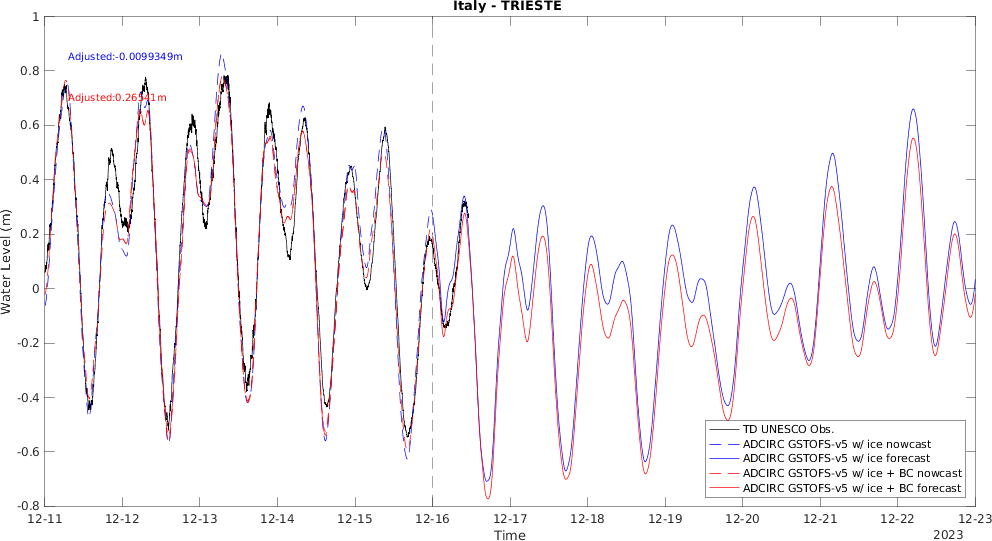 Italy - TRIESTE
Adjusted:-0.0099349m
Adjusted:0.26541m
Water Level (m)
1
0.8
0.6
0.4
0.2
0
-0.2
-0.4
-0.6
-0.8
TD UNESCO Obs.
ADCIRC GSTOFS-v5 w/ ice nowcast
ADCIRC GSTOFS-v5 w/ ice forecast
ADCIRC GSTOFS-v5 w/ ice + BC nowcast
ADCIRC GSTOFS-v5 w/ ice + BC forecast
12-11 12-12 12-13 12-14 12-15 12-16 12-17 12-18 12-19 12-20 12-21 12-22 12-23
Time
2023